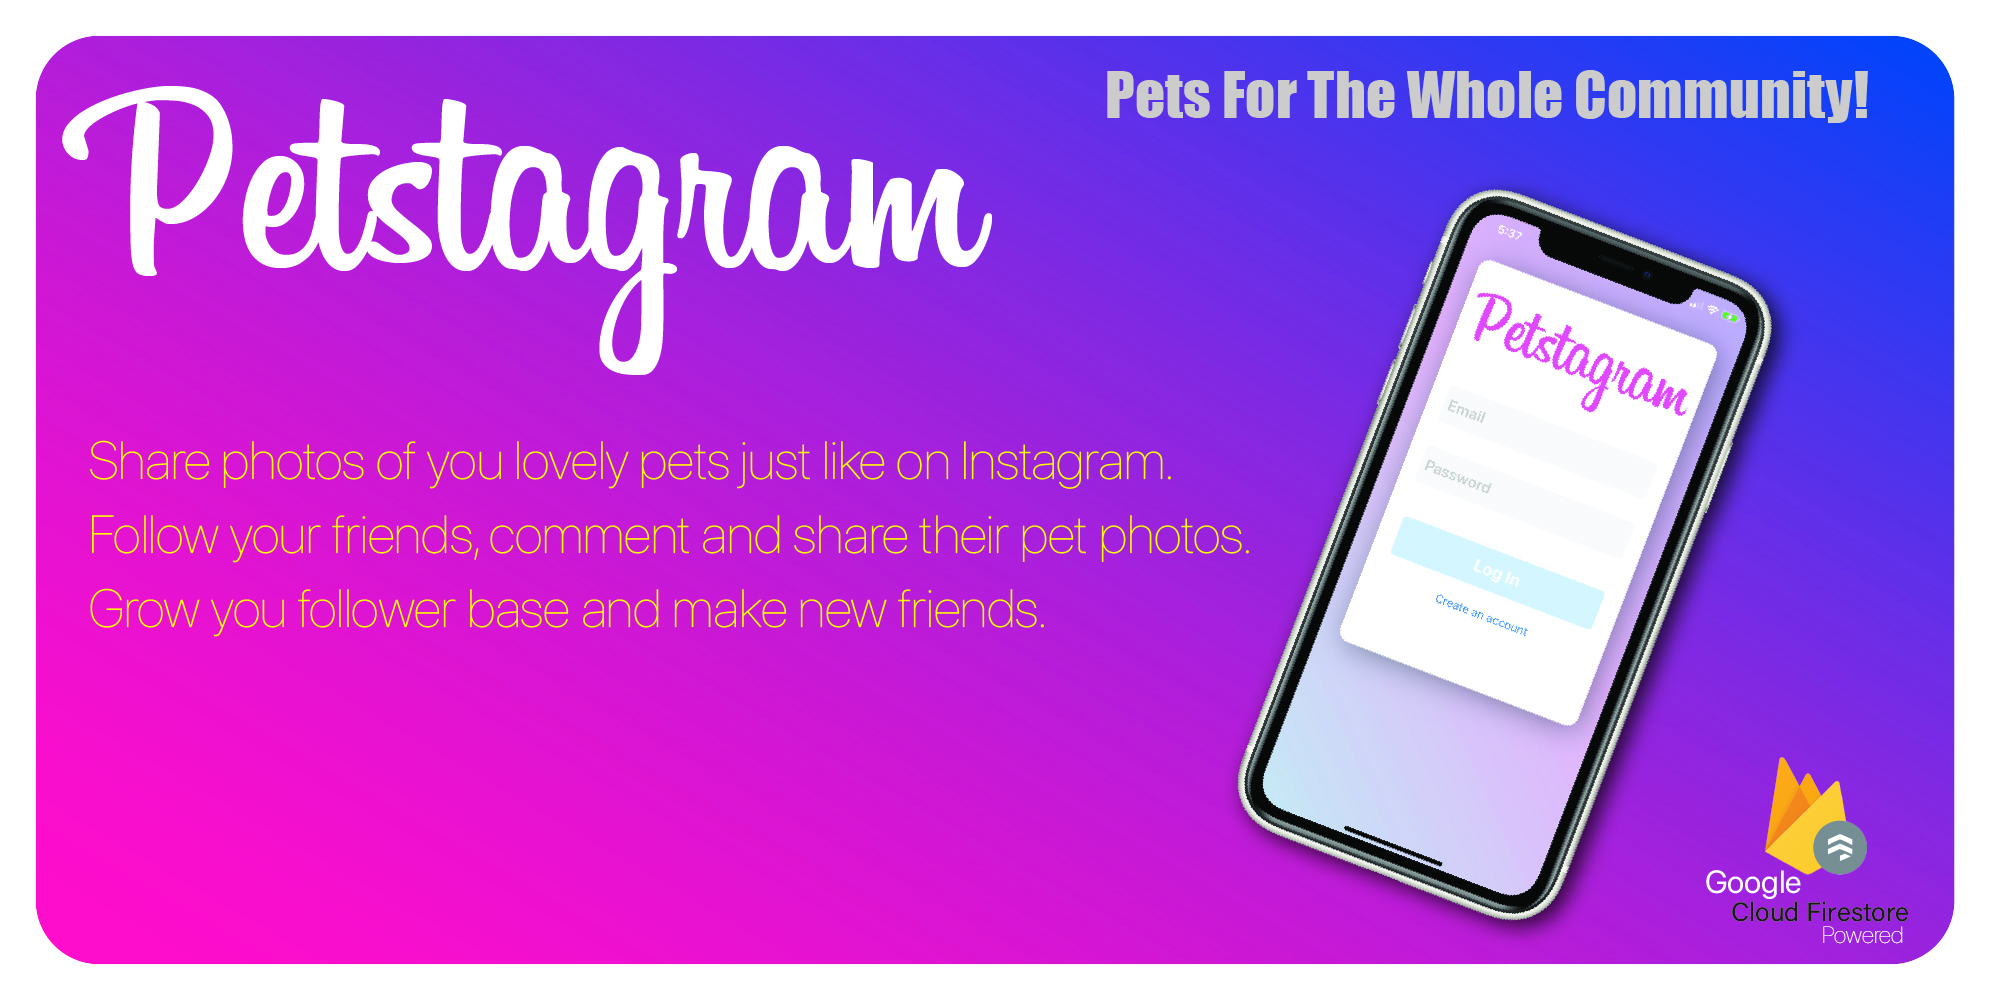 Pets For The Whole Community!
Petstagram
Share photos of you lovely pets just like on Instagram.
Follow your friends, comment and share their pet photos.
Grow you follower base and make new friends.
5:37
Petstagram
Email
Password
Log In
Create an account
Google
Cloud Firestore
Powered